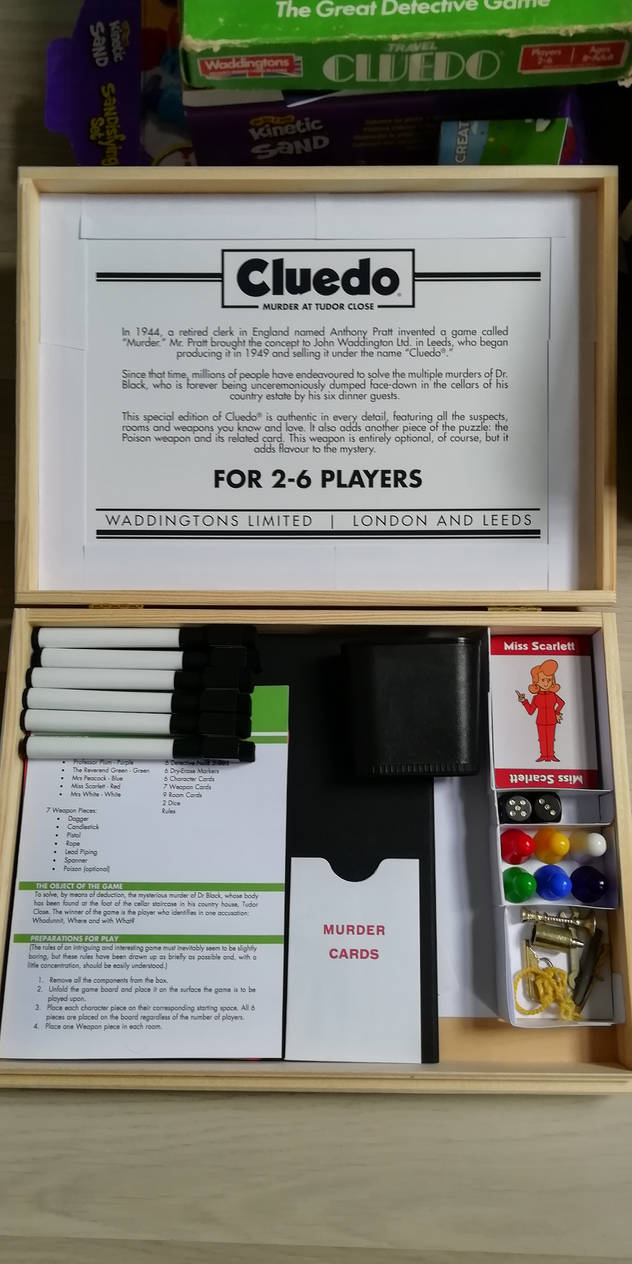 The Great Detective Game
Waddingtons
TRAVEL
CLUEDO
Players
2-6
Ages
Kinetic
SAND
Sandisfying
Set
Kinetic
SAND
CREAT
Cluedo
MURDER AT TUDOR CLOSE
In 1944, a retired clerk in England named Anthony Pratt invented a game called
“Murder.” Mr. Pratt brought the concept to John Waddington Ltd. in Leeds, who began
producing it in 1949 and selling it under the name “Cluedo®.”
Since that time, millions of people have endeavoured to solve the multiple murders of Dr.
Black, who is forever being unceremoniously dumped face-down in the cellars of his
country estate by his six dinner guests.
This special edition of Cluedo® is authentic in every detail, featuring all the suspects,
rooms and weapons you know and love. It also adds another piece of the puzzle: the
Poison weapon and its related card. This weapon is entirely optional, of course, but it
adds flavour to the mystery.
FOR 2-6 PLAYERS
WADDINGTONS LIMITED | LONDON AND LEEDS
Miss Scarlett
Miss Scarlett
• Professor Plum - Purple
• The Reverend Green - Green
• Mrs Peacock - Blue
• Miss Scarlett - Red
• Mrs White - White
6 Dry-Erase Markers
6 Character Cards
7 Weapon Cards
9 Room Cards
2 Dice
Rules
7 Weapon Pieces:
• Dagger
• Candlestick
• Pistol
• Rope
• Lead Piping
• Spanner
• Poison (optional)
THE OBJECT OF THE GAME
To solve, by means of deduction, the mysterious murder of Dr Black, whose body
has been found at the foot of the cellar staircase in his country house, Tudor
Close. The winner of the game is the player who identifies in one accusation:
Whodunnit, Where and with What?
PREPARATIONS FOR PLAY
(The rules of an intriguing and interesting game must inevitably seem to be slightly
boring, but these rules have been drawn up as briefly as possible and, with a
little concentration, should be easily understood.)
1. Remove all the components from the box.
2. Unfold the game board and place it on the surface the game is to be
played upon.
3. Place each character piece on their corresponding starting space. All 6
pieces are placed on the board regardless of the number of players.
4. Place one Weapon piece in each room.
MURDER
CARDS